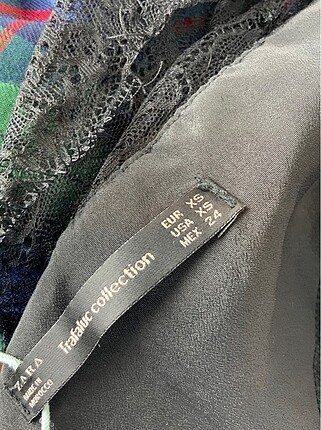 ZARA
MADE IN
MOROCCO
Trafaluc collection
EUR XS
USA XS
MEX 24